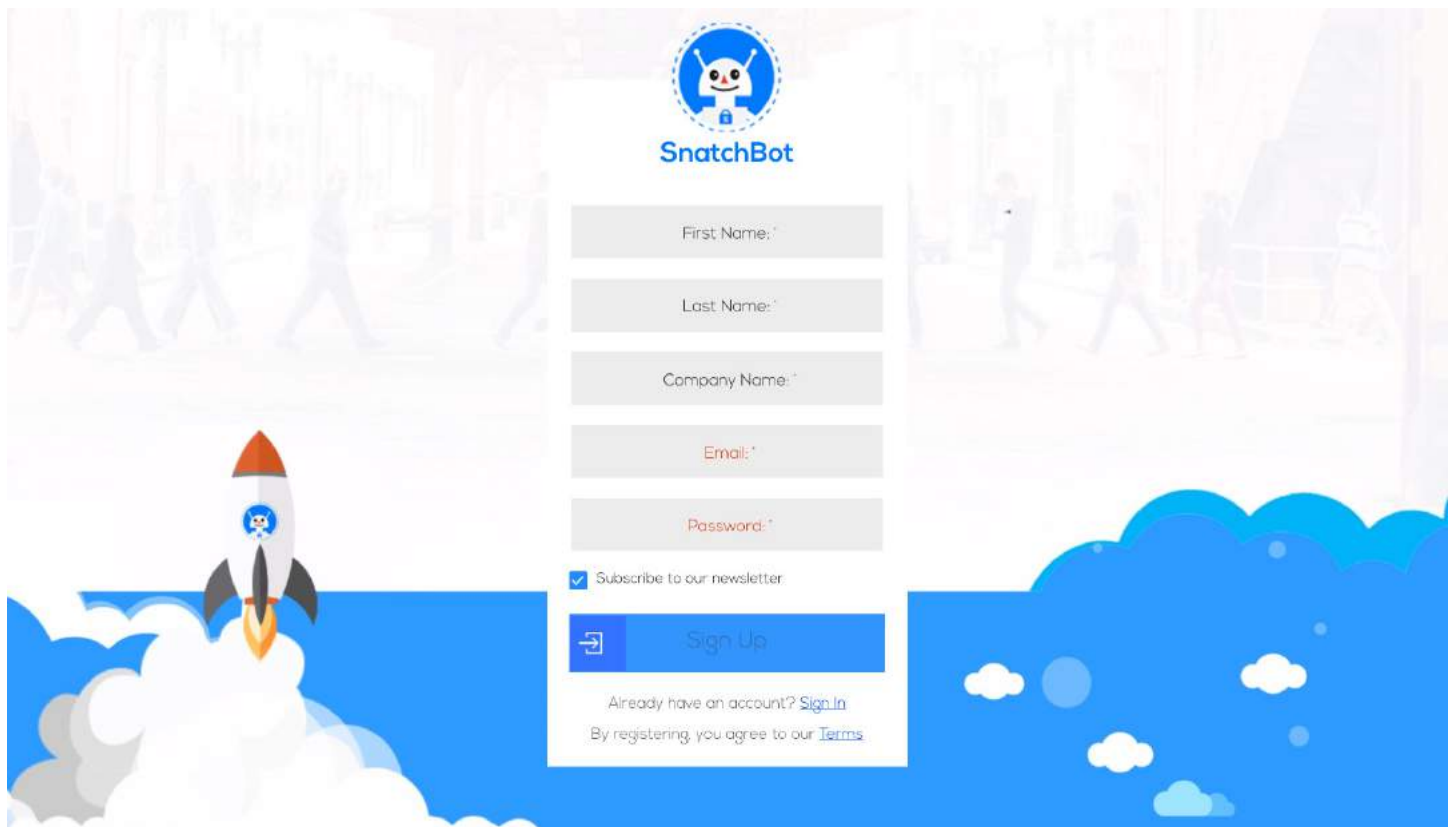 SnatchBot
First Name: *
Last Name: *
Company Name: *
Email: *
Password: *
Subscribe to our newsletter
Sign Up
Already have an account? Sign In
By registering, you agree to our Terms